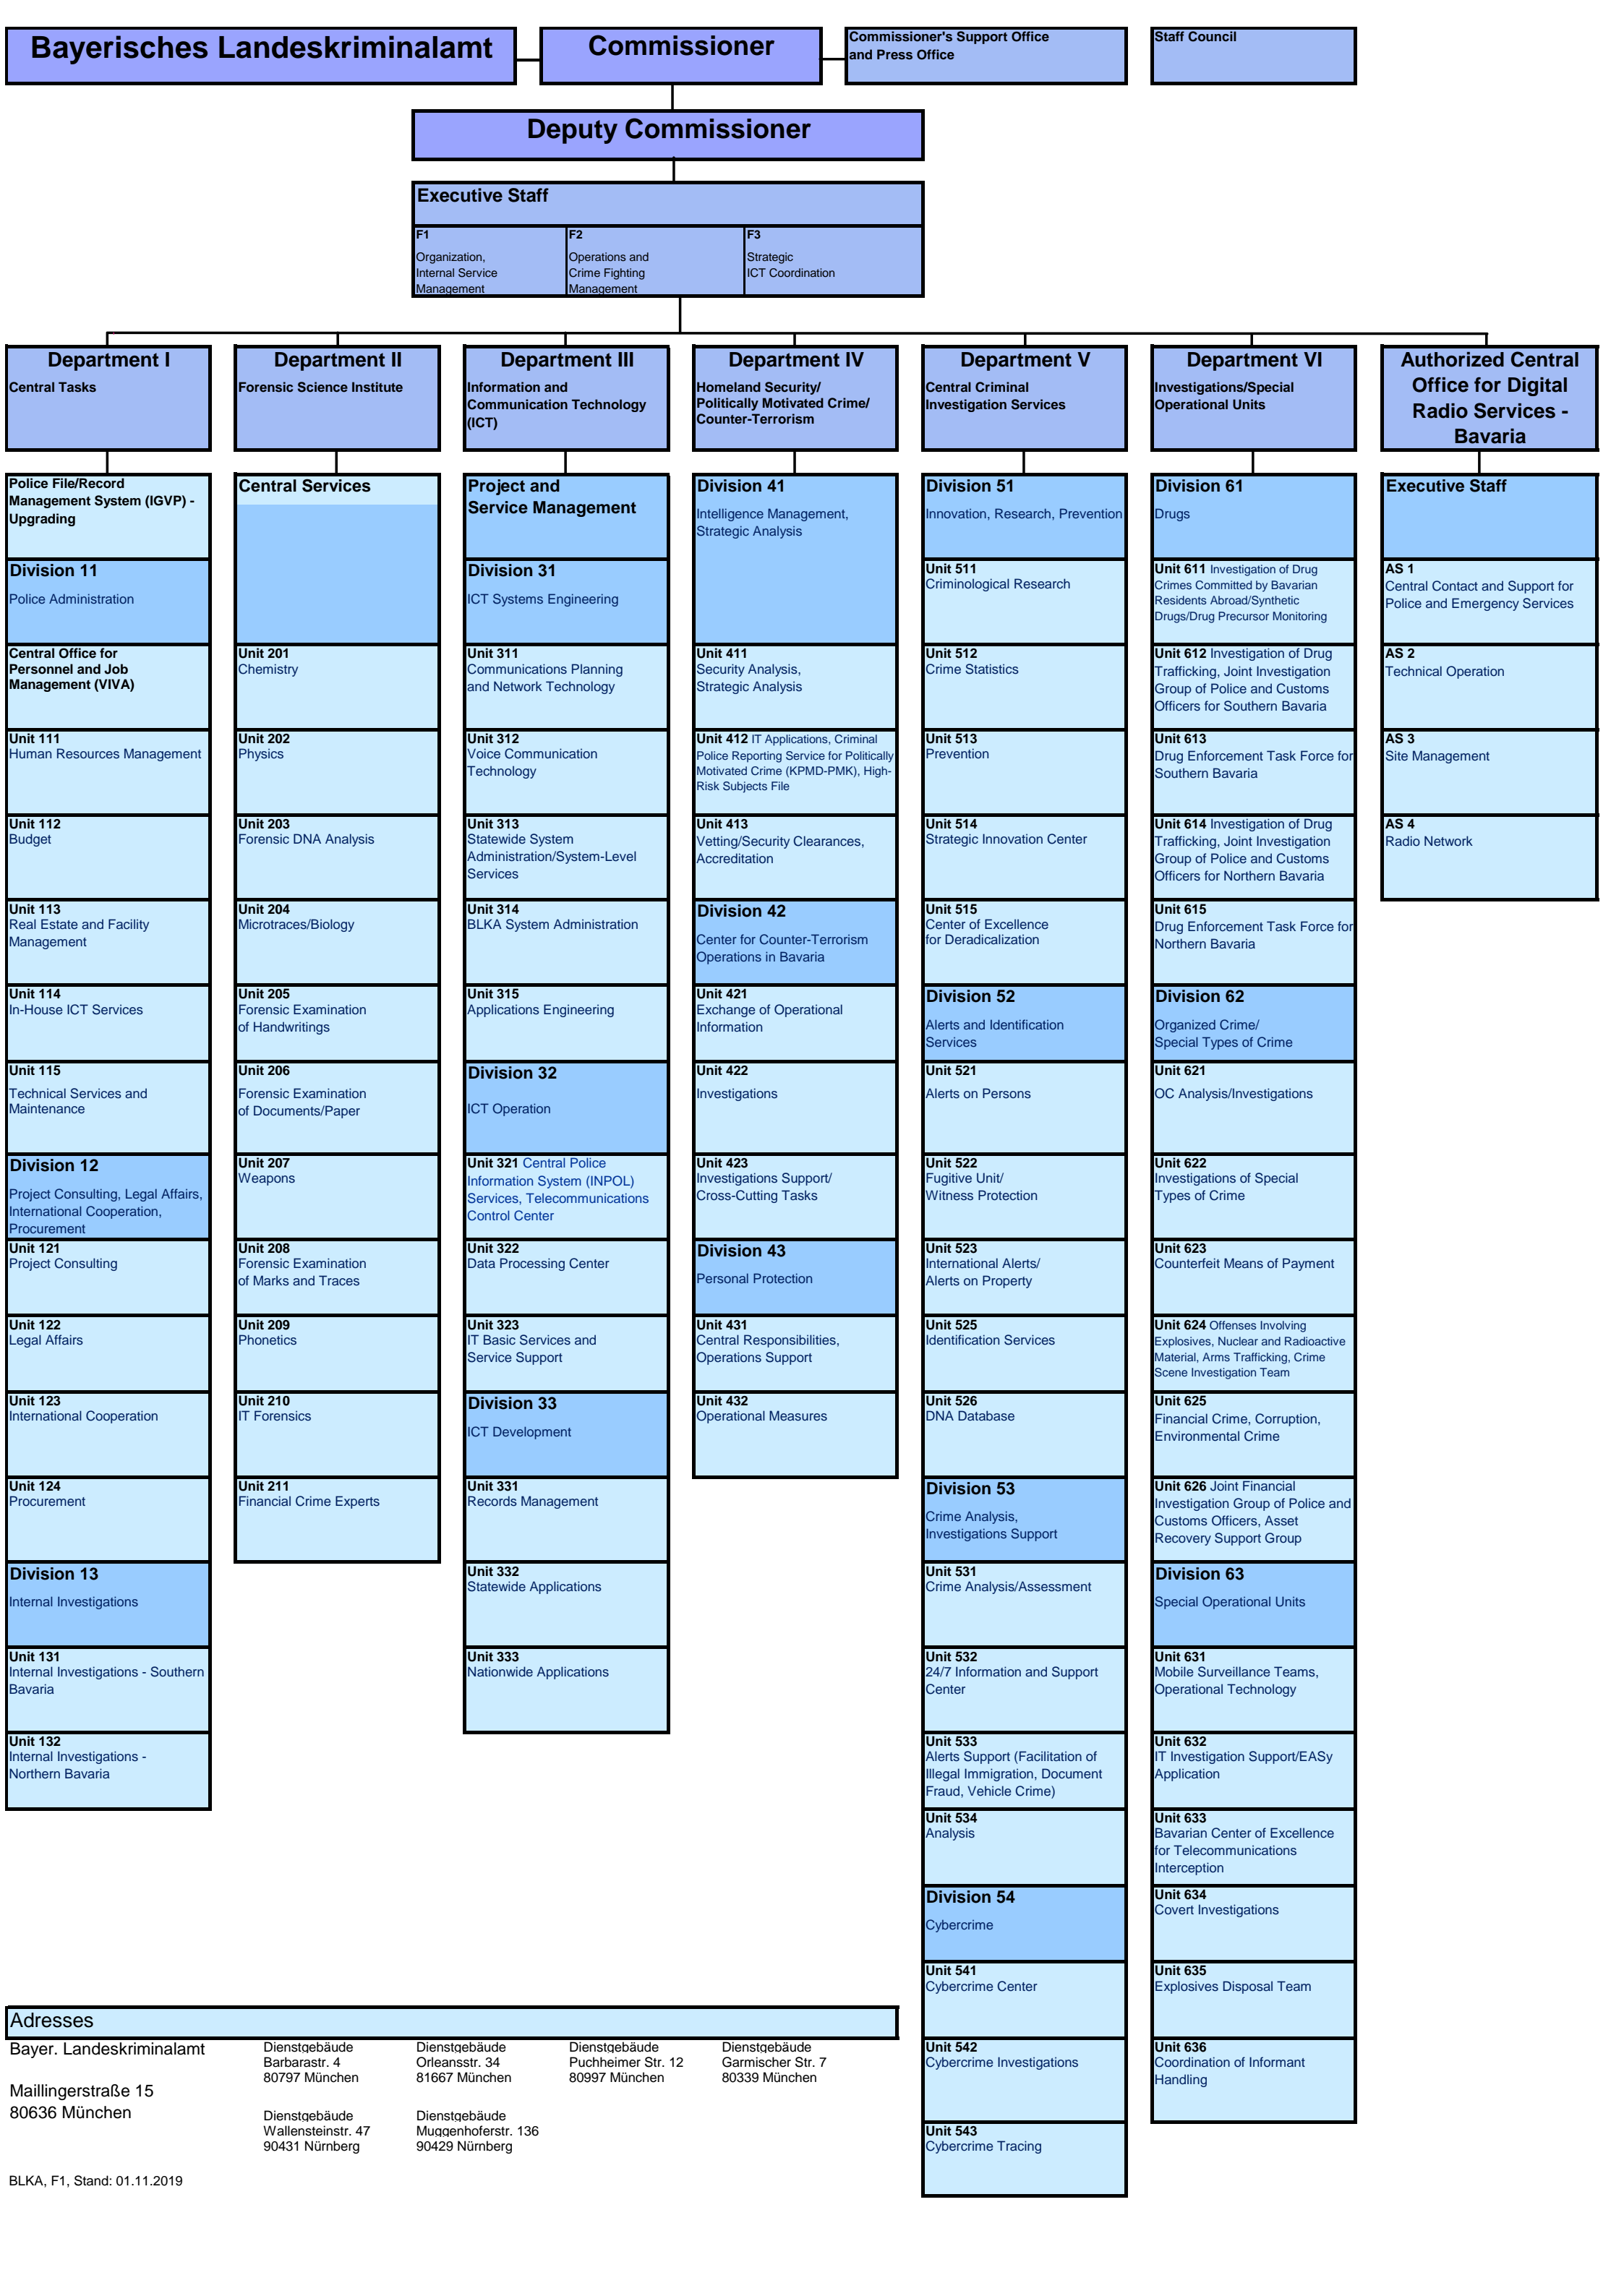 Bayerisches Landeskriminalamt
Commissioner
Commissioner's Support Office
and Press Office
Staff Council
Deputy Commissioner
Executive Staff
F1
Organization,
Internal Service
Management
F2
Operations and
Crime Fighting
Management
F3
Strategic
ICT Coordination
Department I
Central Tasks
Police File/Record
Management System (IGVP) -
Upgrading
Division 11
Police Administration
Central Office for
Personnel and Job
Management (VIVA)
Unit 111
Human Resources Management
Unit 112
Budget
Unit 113
Real Estate and Facility
Management
Unit 114
In-House ICT Services
Unit 115
Technical Services and
Maintenance
Division 12
Project Consulting, Legal Affairs,
International Cooperation,
Procurement
Unit 121
Project Consulting
Unit 122
Legal Affairs
Unit 123
International Cooperation
Unit 124
Procurement
Division 13
Internal Investigations
Unit 131
Internal Investigations - Southern
Bavaria
Unit 132
Internal Investigations -
Northern Bavaria
Department II
Forensic Science Institute
Central Services
Unit 201
Chemistry
Unit 202
Physics
Unit 203
Forensic DNA Analysis
Unit 204
Microtraces/Biology
Unit 205
Forensic Examination
of Handwritings
Unit 206
Forensic Examination
of Documents/Paper
Unit 207
Weapons
Unit 208
Forensic Examination
of Marks and Traces
Unit 209
Phonetics
Unit 210
IT Forensics
Unit 211
Financial Crime Experts
Department III
Information and
Communication Technology
(ICT)
Project and
Service Management
Division 31
ICT Systems Engineering
Unit 311
Communications Planning
and Network Technology
Unit 312
Voice Communication
Technology
Unit 313
Statewide System
Administration/System-Level
Services
Unit 314
BLKA System Administration
Unit 315
Applications Engineering
Division 32
ICT Operation
Unit 321 Central Police
Information System (INPOL)
Services, Telecommunications
Control Center
Unit 322
Data Processing Center
Unit 323
IT Basic Services and
Service Support
Division 33
ICT Development
Unit 331
Records Management
Unit 332
Statewide Applications
Unit 333
Nationwide Applications
Department IV
Homeland Security/
Politically Motivated Crime/
Counter-Terrorism
Division 41
Intelligence Management,
Strategic Analysis
Unit 411
Security Analysis,
Strategic Analysis
Unit 412 IT Applications, Criminal
Police Reporting Service for Politically
Motivated Crime (KPMD-PMK), High-
Risk Subjects File
Unit 413
Vetting/Security Clearances,
Accreditation
Division 42
Center for Counter-Terrorism
Operations in Bavaria
Unit 421
Exchange of Operational
Information
Unit 422
Investigations
Unit 423
Investigations Support/
Cross-Cutting Tasks
Division 43
Personal Protection
Unit 431
Central Responsibilities,
Operations Support
Unit 432
Operational Measures
Department V
Central Criminal
Investigation Services
Division 51
Innovation, Research, Prevention
Unit 511
Criminological Research
Unit 512
Crime Statistics
Unit 513
Prevention
Unit 514
Strategic Innovation Center
Unit 515
Center of Excellence
for Deradicalization
Division 52
Alerts and Identification
Services
Unit 521
Alerts on Persons
Unit 522
Fugitive Unit/
Witness Protection
Unit 523
International Alerts/
Alerts on Property
Unit 525
Identification Services
Unit 526
DNA Database
Division 53
Crime Analysis,
Investigations Support
Unit 531
Crime Analysis/Assessment
Unit 532
24/7 Information and Support
Center
Unit 533
Alerts Support (Facilitation of
Illegal Immigration, Document
Fraud, Vehicle Crime)
Unit 534
Analysis
Division 54
Cybercrime
Unit 541
Cybercrime Center
Unit 542
Cybercrime Investigations
Unit 543
Cybercrime Tracing
Department VI
Investigations/Special
Operational Units
Division 61
Drugs
Unit 611 Investigation of Drug
Crimes Committed by Bavarian
Residents Abroad/Synthetic
Drugs/Drug Precursor Monitoring
Unit 612 Investigation of Drug
Trafficking, Joint Investigation
Group of Police and Customs
Officers for Southern Bavaria
Unit 613
Drug Enforcement Task Force for
Southern Bavaria
Unit 614 Investigation of Drug
Trafficking, Joint Investigation
Group of Police and Customs
Officers for Northern Bavaria
Unit 615
Drug Enforcement Task Force for
Northern Bavaria
Division 62
Organized Crime/
Special Types of Crime
Unit 621
OC Analysis/Investigations
Unit 622
Investigations of Special
Types of Crime
Unit 623
Counterfeit Means of Payment
Unit 624 Offenses Involving
Explosives, Nuclear and Radioactive
Material, Arms Trafficking, Crime
Scene Investigation Team
Unit 625
Financial Crime, Corruption,
Environmental Crime
Unit 626 Joint Financial
Investigation Group of Police and
Customs Officers, Asset
Recovery Support Group
Division 63
Special Operational Units
Unit 631
Mobile Surveillance Teams,
Operational Technology
Unit 632
IT Investigation Support/EASy
Application
Unit 633
Bavarian Center of Excellence
for Telecommunications
Interception
Unit 634
Covert Investigations
Unit 635
Explosives Disposal Team
Unit 636
Coordination of Informant
Handling
Authorized Central
Office for Digital
Radio Services -
Bavaria
Executive Staff
AS 1
Central Contact and Support for
Police and Emergency Services
AS 2
Technical Operation
AS 3
Site Management
AS 4
Radio Network
Adresses
Bayer. Landeskriminalamt
Maillingerstraße 15
80636 München
Dienstgebäude
Barbarastr. 4
80797 München
Dienstgebäude
Orleansstr. 34
81667 München
Dienstgebäude
Puchheimer Str. 12
80997 München
Dienstgebäude
Garmischer Str. 7
80339 München
Dienstgebäude
Wallensteinstr. 47
90431 Nürnberg
Dienstgebäude
Muggenhoferstr. 136
90429 Nürnberg
BLKA, F1, Stand: 01.11.2019